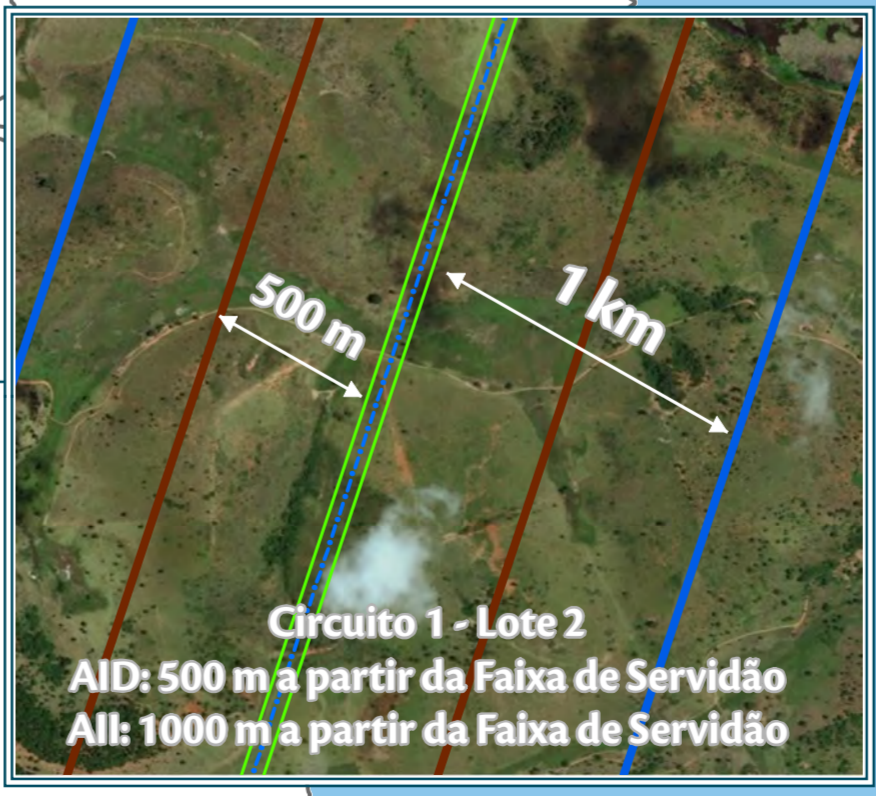 500 m
1 km
Circuito 1 - Lote 2
AID: 500 m a partir da Faixa de Servidão
AII: 1000 m a partir da Faixa de Servidão